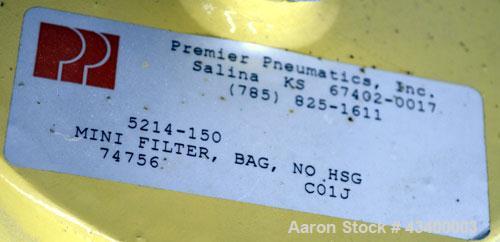 Premier Pneumatics, Inc.
Salina KS 67402-0017
(785) 825-1611
5214-150
MINI FILTER, BAG, NO HSG
74756 C01J
Aaron Stock # 43400003